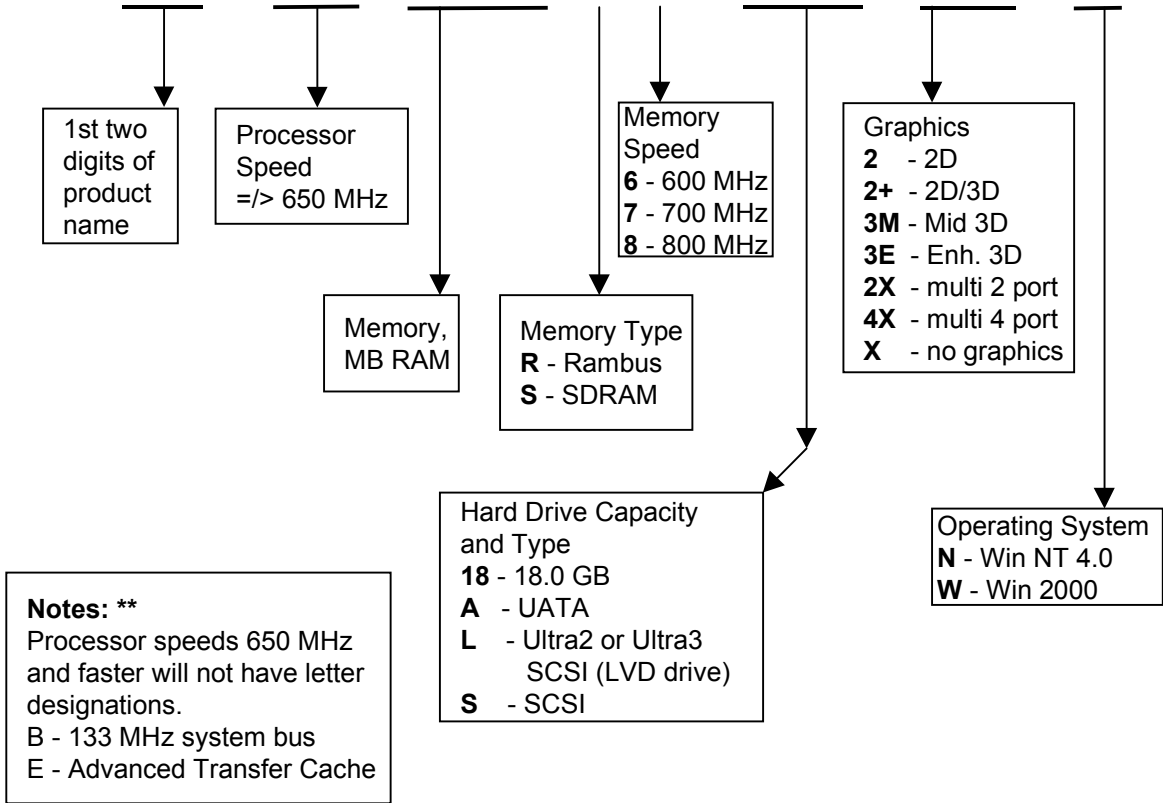 1st two
digits of
product
name
Processor
Speed
=/> 650 MHz
Memory
Speed
6 - 600 MHz
7 - 700 MHz
8 - 800 MHz
Graphics
2 - 2D
2+ - 2D/3D
3M - Mid 3D
3E - Enh. 3D
2X - multi 2 port
4X - multi 4 port
X - no graphics
Memory,
MB RAM
Memory Type
R - Rambus
S - SDRAM
Hard Drive Capacity
and Type
18 - 18.0 GB
A - UATA
L - Ultra2 or Ultra3
SCSI (LVD drive)
S - SCSI
Operating System
N - Win NT 4.0
W - Win 2000
Notes: **
Processor speeds 650 MHz
and faster will not have letter
designations.
B - 133 MHz system bus
E - Advanced Transfer Cache